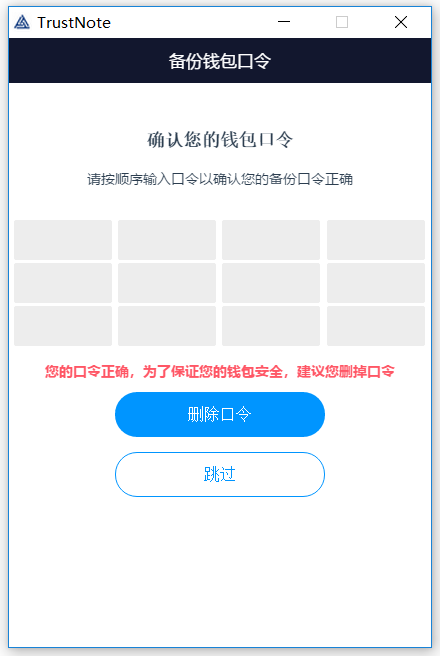 TrustNote
备份钱包口令
确认您的钱包口令
请按顺序输入口令以确认您的备份口令正确
您的口令正确，为了保证您的钱包安全，建议您删掉口令
删除口令
跳过